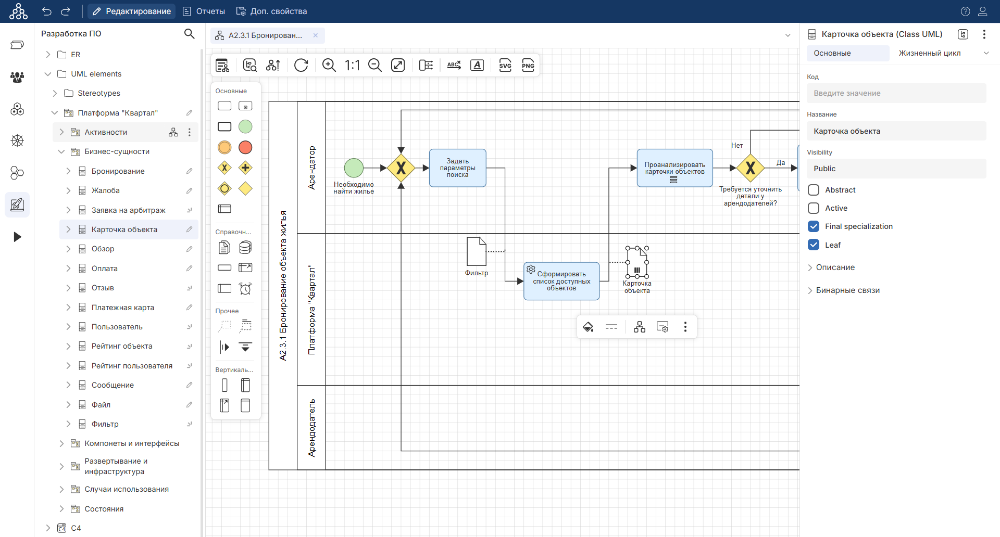 Редактирование
Отчеты
Доп. свойства
Разработка ПО
ER
UML elements
Stereotypes
Платформа "Квартал"
Активности
Бизнес-сущности
Бронирование
Жалоба
Заявка на арбитраж
Карточка объекта
Обзор
Оплата
Отзыв
Платежная карта
Пользователь
Рейтинг объекта
Рейтинг пользователя
Сообщение
Файл
Фильтр
Компонеты и интерфейсы
Развертывание и
инфраструктура
Случаи использования
Состояния
C4
C4
A2.3.1 Бронирован...
1:1
ABC
A
SVG
PNG
Основные
Справочн...
Прочее
Вертикаль...
A2.3.1 Бронирование объекта жилья
Арендатор
Платформа "Квартал"
Арендодатель
Необходимо
найти жилье
X
Задать
параметры
поиска
Фильтр
Сформировать
список доступных
объектов
Карточка
объекта
Проанализировать
карточки объектов
X
Нет
Да
Требуется уточнить
детали у
арендодателей?
Карточка объекта (Class UML)
Основные
Жизненный цикл
Код
Введите значение
Название
Карточка объекта
Visibility
Public
Abstract
Active
Final specialization
Leaf
Описание
Бинарные связи